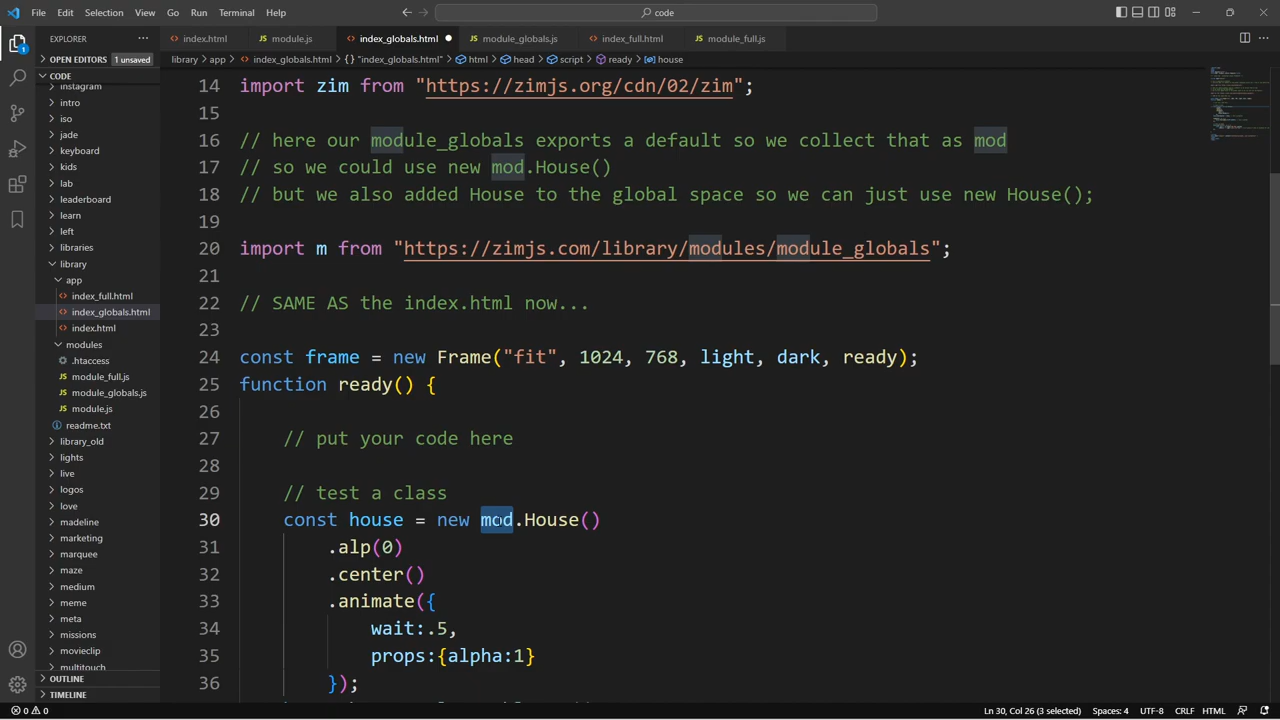 File Edit Selection View Go Run Terminal Help
code
EXPLORER
index.html
module.js
index_globals.html
module_globals.js
index_full.html
module_full.js
OPEN EDITORS 1 unsaved
library > app > index_globals.html > "index_globals.html" > html > head > script > ready > house
CODE
instagram
intro
iso
jade
keyboard
kids
lab
leaderboard
learn
left
libraries
library
app
index_full.html
index_globals.html
index.html
modules
.htaccess
module_full.js
module_globals.js
module.js
readme.txt
library_old
lights
live
logos
love
madeline
marketing
marquee
maze
medium
meme
meta
missions
movieclip
multitouch
OUTLINE
TIMELINE
14 import zim from "https://zimjs.org/cdn/02/zim";
15
16 // here our module_globals exports a default so we collect that as mod
17 // so we could use new mod.House()
18 // but we also added House to the global space so we can just use new House();
19
20 import m from "https://zimjs.com/library/modules/module_globals";
21
22 // SAME AS the index.html now...
23
24 const frame = new Frame("fit", 1024, 768, light, dark, ready);
25 function ready() {
26
27 // put your code here
28
29 // test a class
30 const house = new mod.House()
31 .alp(0)
32 .center()
33 .animate({
34 wait:.5,
35 props:{alpha:1}
36 });
0 0 Ln 30, Col 26 (3 selected) Spaces: 4 UTF-8 CRLF HTML